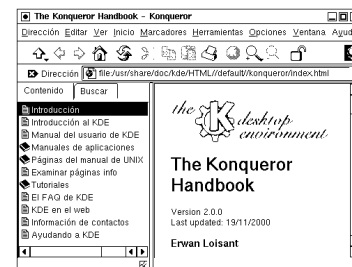 The Konqueror Handbook - Konqueror
Dirección Editar Ver Inicio Marcadores Herramientas Opciones Ventana Ayud
Dirección file:/usr/share/doc/kde/HTML//default//konqueror/index.html
Contenido Buscar
Introducción
Introducción al KDE
Manual del usuario de KDE
Manuales de aplicaciones
Páginas del manual de UNIX
Examinar páginas info
Tutoriales
El FAQ de KDE
KDE en el web
Información de contactos
Ayudando a KDE
the K desktop
environment
The Konqueror
Handbook
Version 2.0.0
Last updated: 19/11/2000
Erwan Loisant